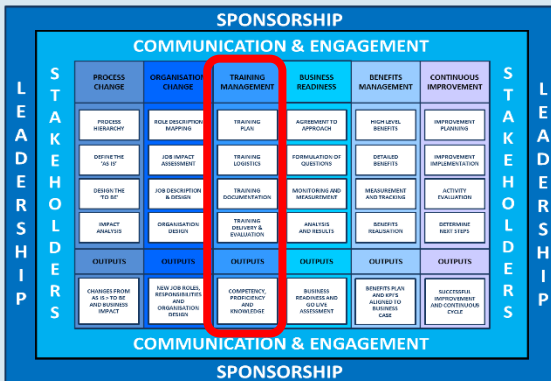 SPONSORSHIP
COMMUNICATION & ENGAGEMENT
LEADERSHIP
STAKEHOLDERS
PROCESS
CHANGE
ORGANISATION
CHANGE
TRAINING
MANAGEMENT
BUSINESS
READINESS
BENEFITS
MANAGEMENT
CONTINUOUS
IMPROVEMENT
STAKEHOLDERS
LEADERSHIP
PROCESS
HIERARCHY
ROLE DESCRIPTION
MAPPING
TRAINING
PLAN
AGREEMENT TO
APPROACH
HIGH LEVEL
BENEFITS
IMPROVEMENT
PLANNING
DEFINE THE
'AS IS'
JOB IMPACT
ASSESSMENT
TRAINING
LOGISTICS
FORMULATION OF
QUESTIONS
DETAILED
BENEFITS
IMPROVEMENT
IMPLEMENTATION
DESIGN THE
'TO BE'
JOB DESCRIPTION
& DESIGN
TRAINING
DOCUMENTATION
MONITORING AND
MEASUREMENT
MEASUREMENT
AND TRACKING
ACTIVITY
EVALUATION
IMPACT
ANALYSIS
ORGANISATION
DESIGN
TRAINING
DELIVERY &
EVALUATION
ANALYSIS
AND RESULTS
BENEFITS
REALISATION
DETERMINE
NEXT STEPS
OUTPUTS
OUTPUTS
OUTPUTS
OUTPUTS
OUTPUTS
OUTPUTS
CHANGES FROM
AS IS > TO BE
AND BUSINESS
IMPACT
NEW JOB ROLES,
RESPONSIBILITIES
AND
ORGANISATION
DESIGN
COMPETENCY,
PROFICIENCY
AND
KNOWLEDGE
BUSINESS
READINESS AND
GO LIVE
ASSESSMENT
BENEFITS PLAN
AND KPI'S
ALIGNED TO
BUSINESS
CASE
SUCCESSFUL
IMPROVEMENT
AND CONTINUOUS
CYCLE
COMMUNICATION & ENGAGEMENT
SPONSORSHIP